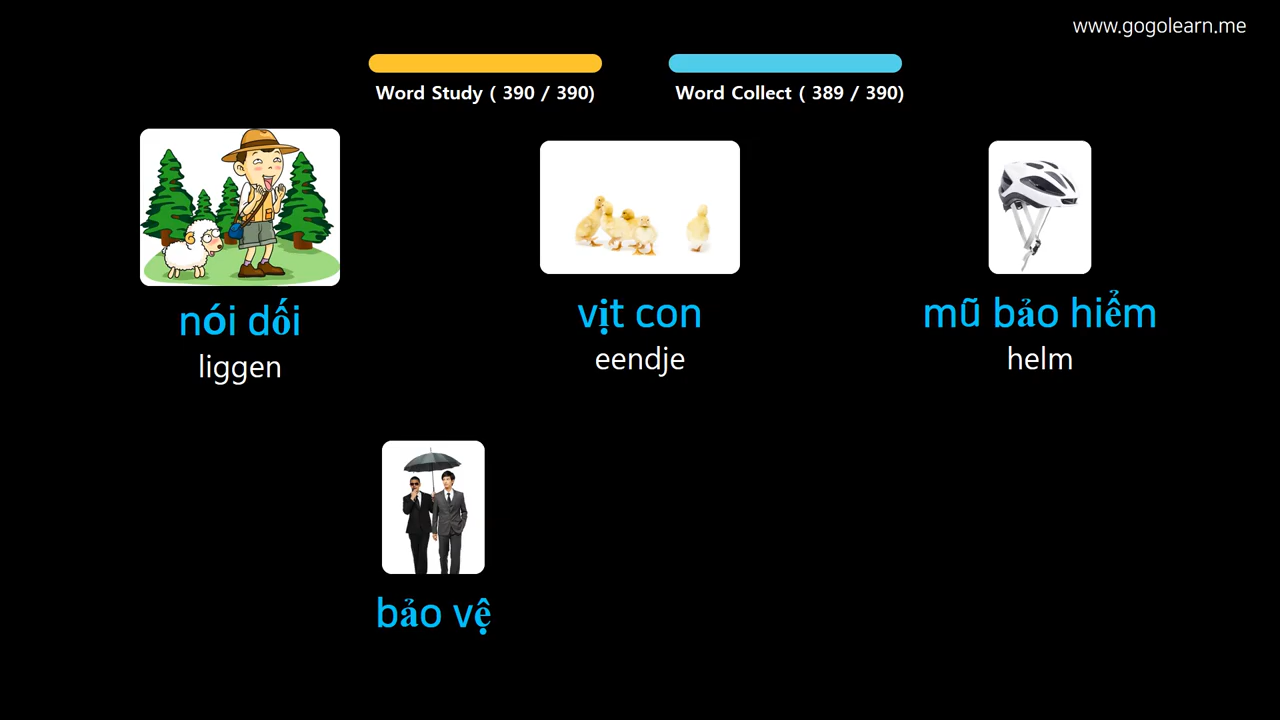 www.gogolearn.me
Word Study ( 390 / 390)
Word Collect ( 389 / 390)
nói dối
liggen
vịt con
eendje
mũ bảo hiểm
helm
bảo vệ